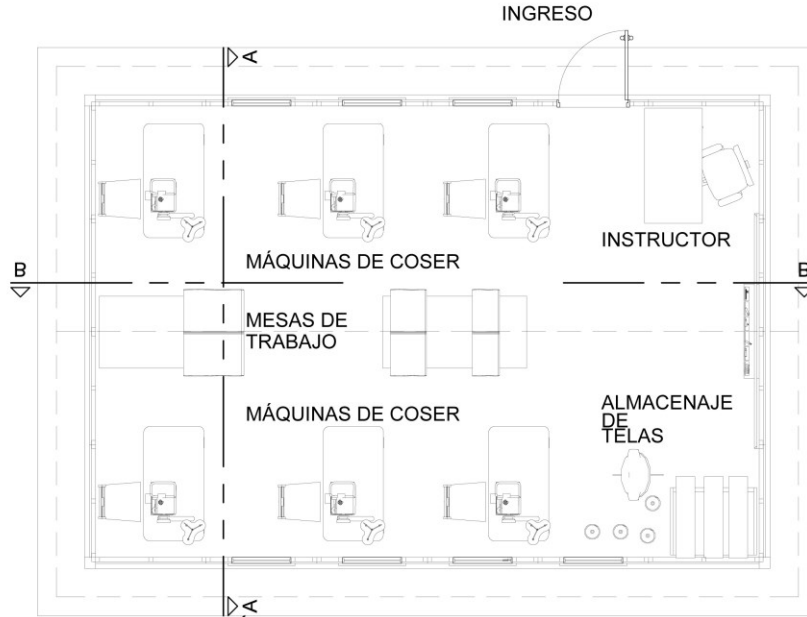 INGRESO
A
INSTRUCTOR
MÁQUINAS DE COSER
B
B
MESAS DE
TRABAJO
MÁQUINAS DE COSER
ALMACENAJE
DE
TELAS
A